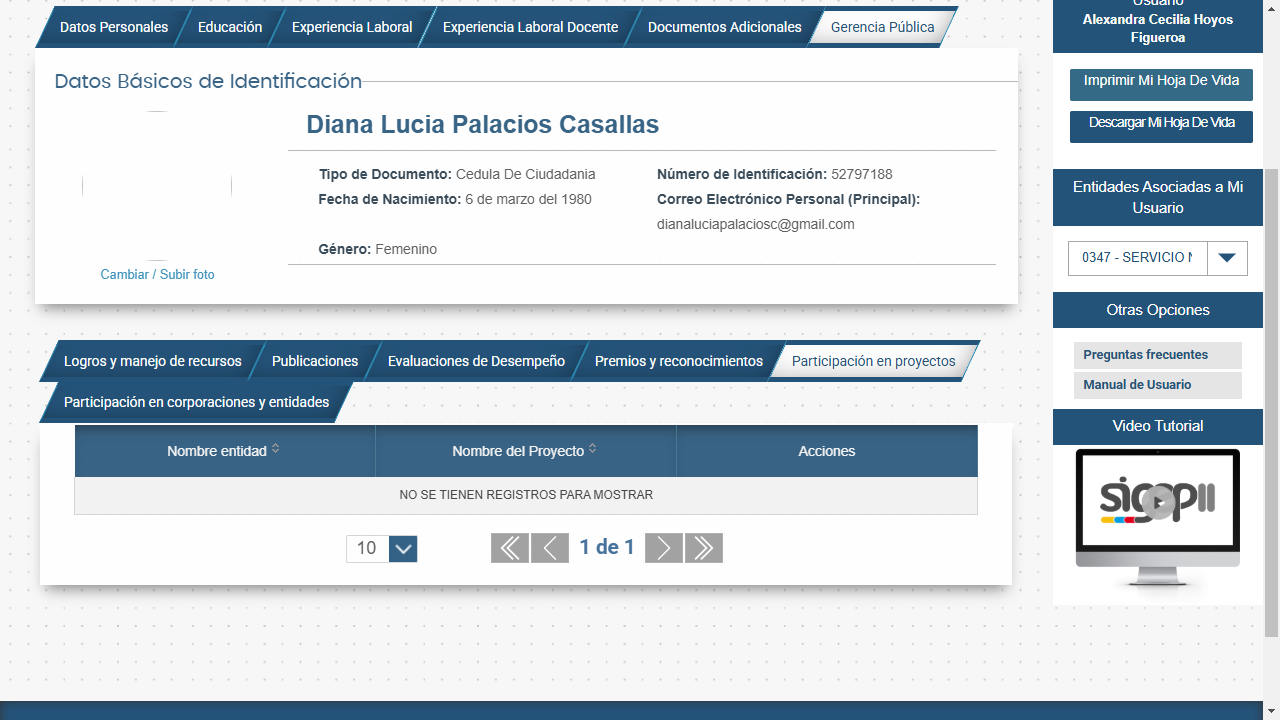 Datos Personales
Educación
Experiencia Laboral
Experiencia Laboral Docente
Documentos Adicionales
Gerencia Pública
Datos Básicos de Identificación
Diana Lucia Palacios Casallas
Tipo de Documento: Cedula De Ciudadania
Número de Identificación: 52797188
Fecha de Nacimiento: 6 de marzo del 1980
Correo Electrónico Personal (Principal):
dianaluciapalaciosc@gmail.com
Género: Femenino
Cambiar / Subir foto
Logros y manejo de recursos
Publicaciones
Evaluaciones de Desempeño
Premios y reconocimientos
Participación en proyectos
Participación en corporaciones y entidades
Nombre entidad
Nombre del Proyecto
Acciones
NO SE TIENEN REGISTROS PARA MOSTRAR
10
1 de 1
Usuario
Alexandra Cecilia Hoyos
Figueroa
Imprimir Mi Hoja De Vida
Descargar Mi Hoja De Vida
Entidades Asociadas a Mi
Usuario
0347 - SERVICIO N
Otras Opciones
Preguntas frecuentes
Manual de Usuario
Video Tutorial
sigepII